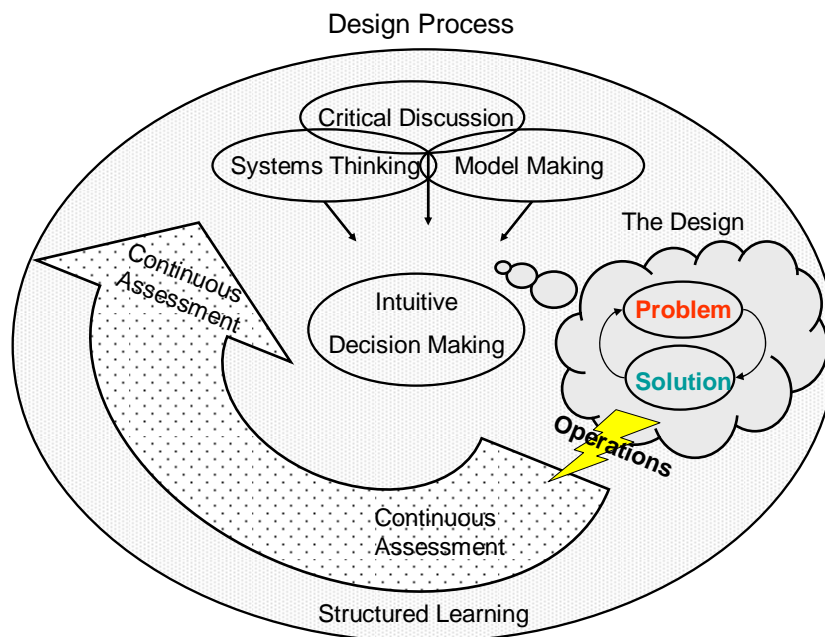 Design Process
Critical Discussion
Systems Thinking
Model Making
The Design
Continuous
Assessment
Intuitive
Decision Making
Problem
Solution
Operations
Continuous
Assessment
Structured Learning